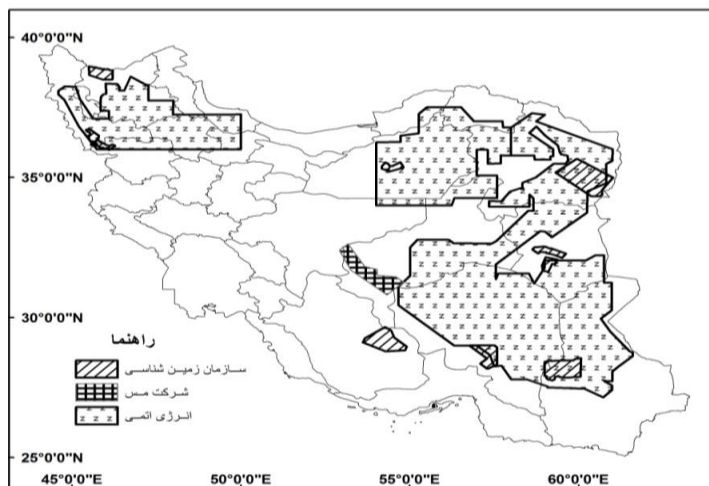 40°0'0"N
35°0'0"N
30°0'0"N
25°0'0"N
راهنما
سازمان زمین شناسی
شرکت مس
انرژی اتمی
45°0'0"E
50°0'0"E
55°0'0"E
60°0'0"E